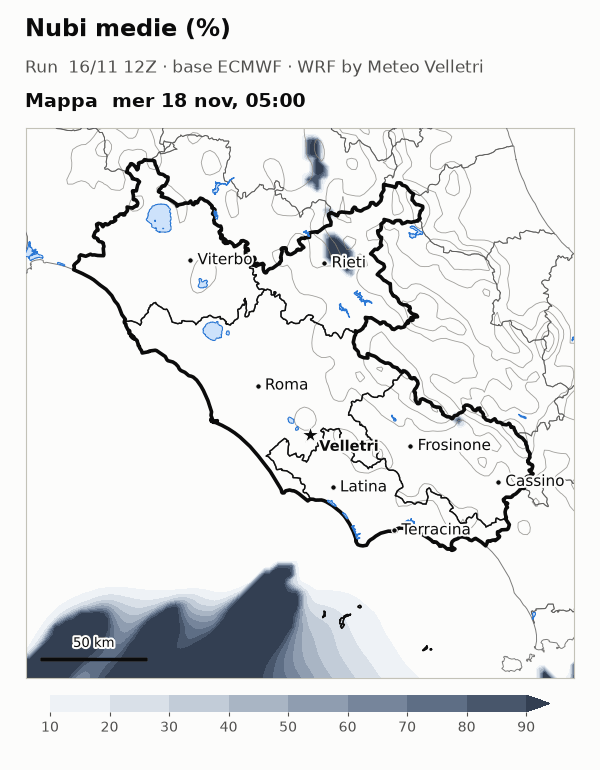 Nubi medie (%)
Run  16/11 12Z · base ECMWF · WRF by Meteo Velletri
Mappa  mer 18 nov, 05:00
Viterbo
Rieti
Roma
Velletri
Frosinone
Latina
Cassino
Terracina
50 km
10 20 30 40 50 60 70 80 90